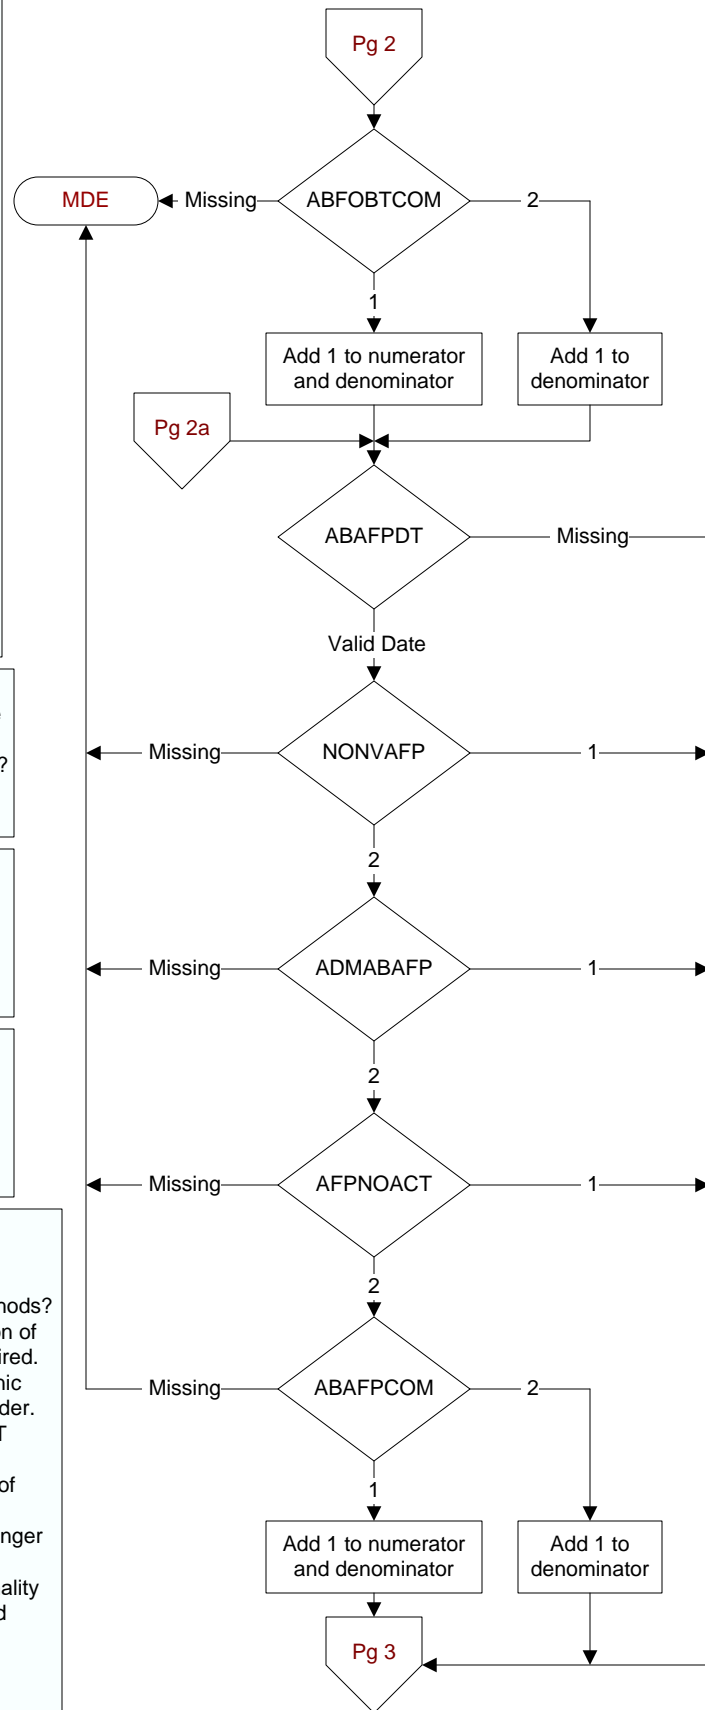 Pg 2
MDE
Missing
ABFOBTCOM
2
1
Add 1 to numerator
and denominator
Add 1 to
denominator
Pg 2a
ABAFPDT
Missing
Valid Date
?
Missing
NONVAFP
1
2
Missing
ADMABAFP
1
2
Missing
AFPNOACT
1
2
Missing
ABAFPCOM
2
1
Add 1 to numerator
and denominator
Add 1 to
denominator
Pg 3
nods?
on of
ired.
nic
der.
T
of
nger
ality
d